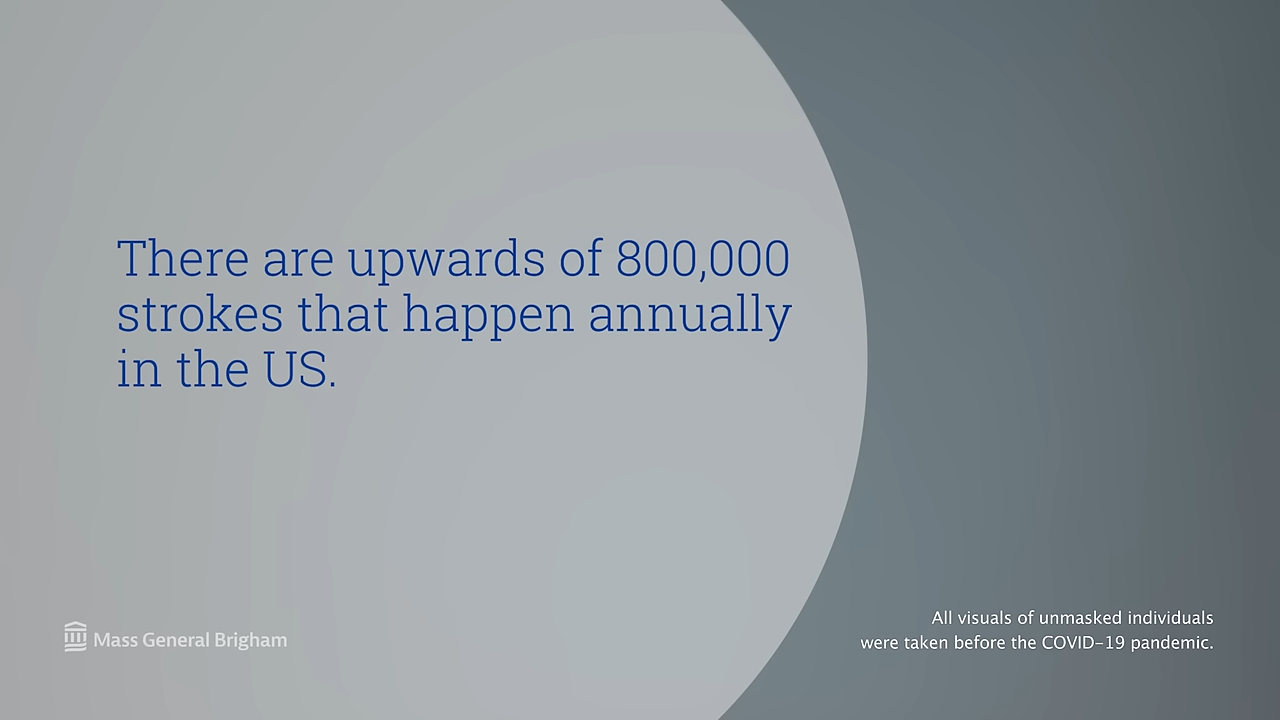 There are upwards of 800,000
strokes that happen annually
in the US.
Mass General Brigham
All visuals of unmasked individuals
were taken before the COVID–19 pandemic.